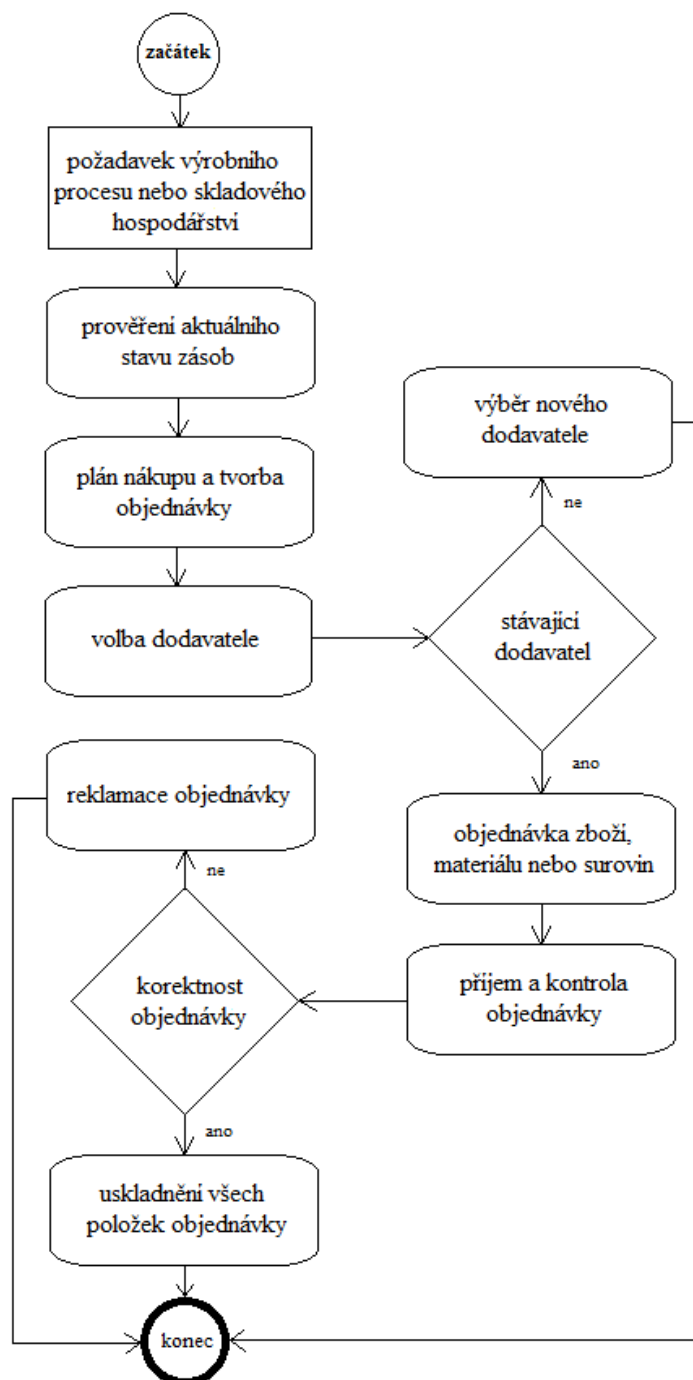 začátek
požadavek výrobního
procesu nebo skladového
hospodářství
prověření aktuálního
stavu zásob
plán nákupu a tvorba
objednávky
volba dodavatele
stávající
dodavatel
ne
výběr nového
dodavatele
ano
objednávka zboží,
materiálu nebo surovin
příjem a kontrola
objednávky
korektnost
objednávky
ne
reklamace objednávky
ano
uskladnění všech
položek objednávky
konec